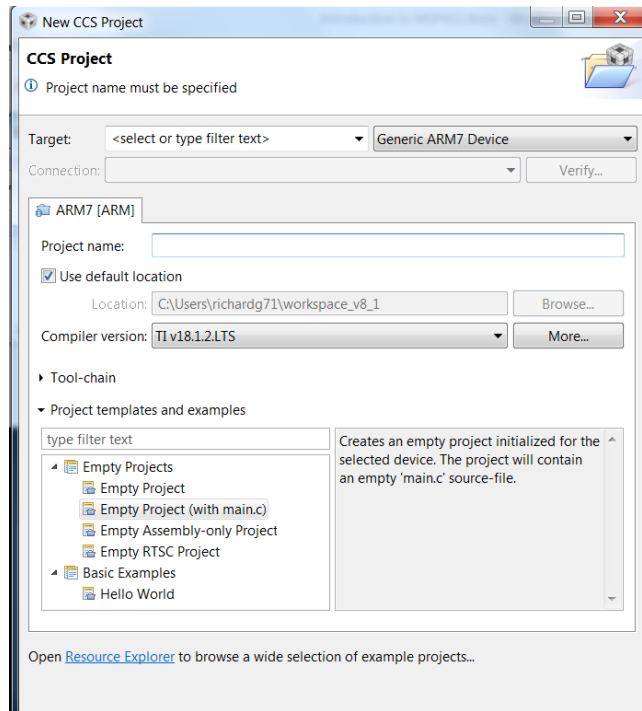 New CCS Project
CCS Project
Project name must be specified
Target: <select or type filter text> Generic ARM7 Device
Connection: Verify...
ARM7 [ARM]
Project name:
Use default location
Location: C:\Users\richardg71\workspace_v8_1 Browse...
Compiler version: TI v18.1.2.LTS More...
Tool-chain
Project templates and examples
type filter text
Empty Projects
Empty Project
Empty Project (with main.c)
Empty Assembly-only Project
Empty RTSC Project
Basic Examples
Hello World
Creates an empty project initialized for the
selected device. The project will contain
an empty 'main.c' source-file.
Open Resource Explorer to browse a wide selection of example projects...